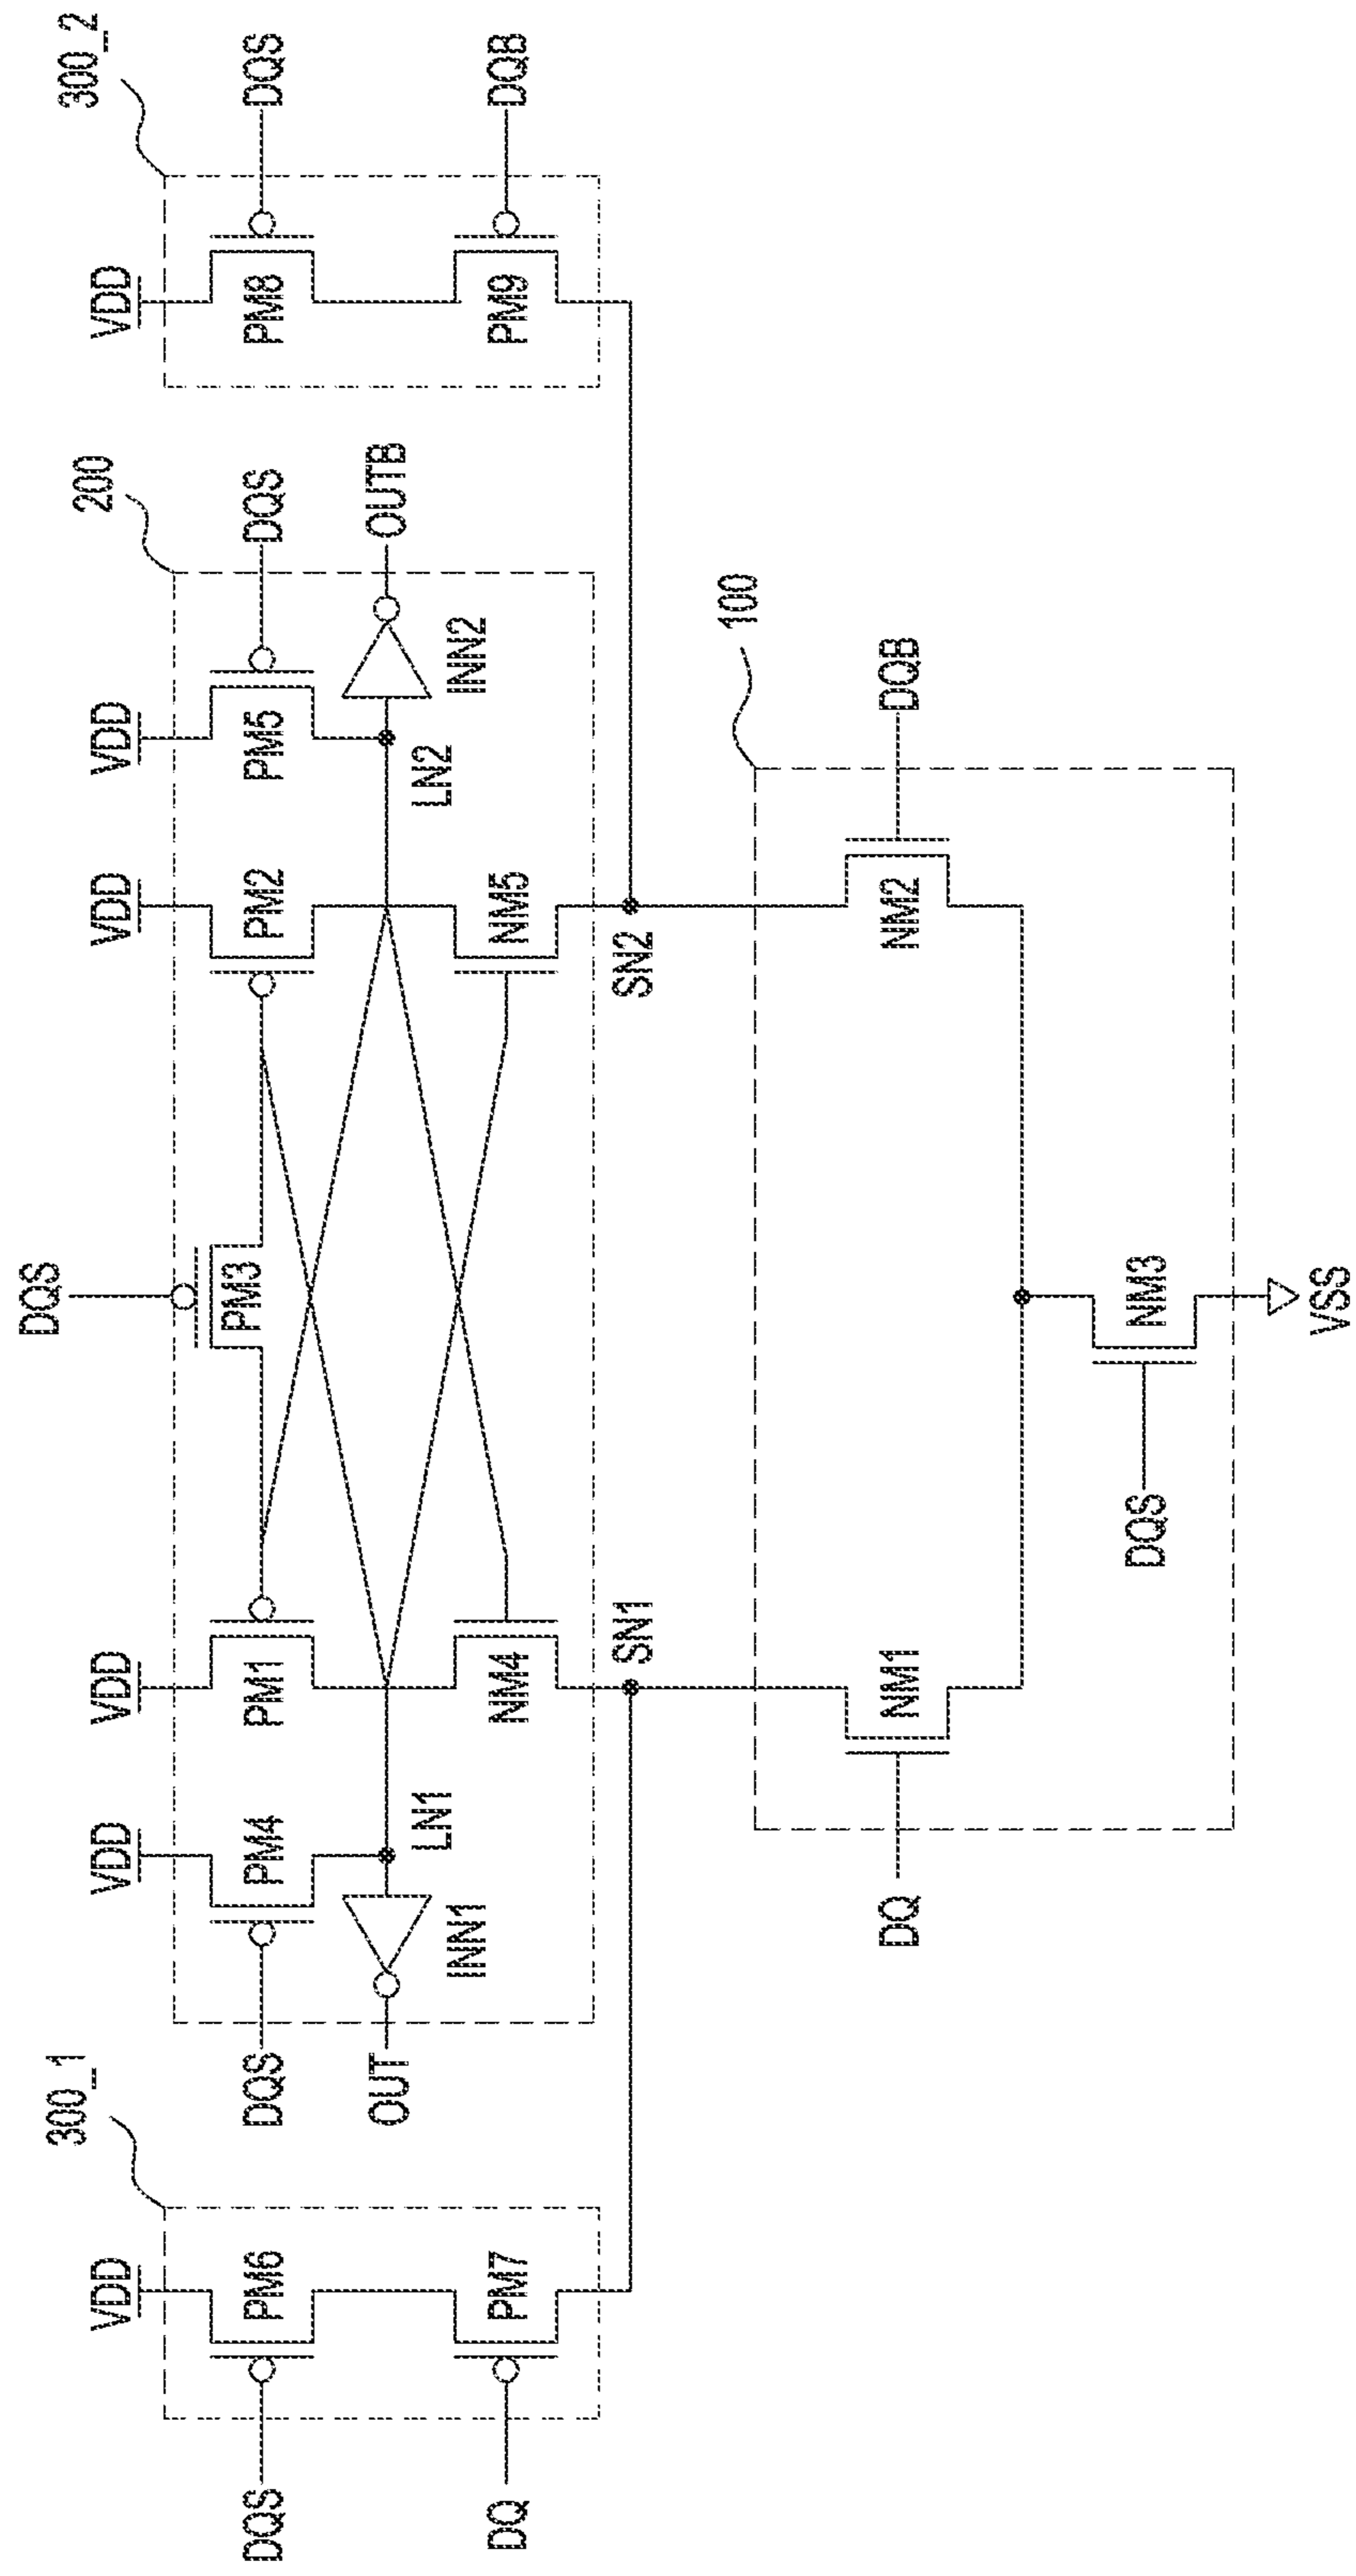 300_1
200
300_2
DQS
VDD
VDD
VDD
VDD
VDD
VDD
DQS
PM6
DQS
PM4
PM1
PM3
PM2
PM5
DQS
PM8
DQS
OUT
INN1
LN1
LN2
INN2
OUTB
DQ
PM7
NM4
NM5
PM9
DQB
SN1
SN2
100
DQ
NM1
NM2
DQB
DQS
NM3
VSS